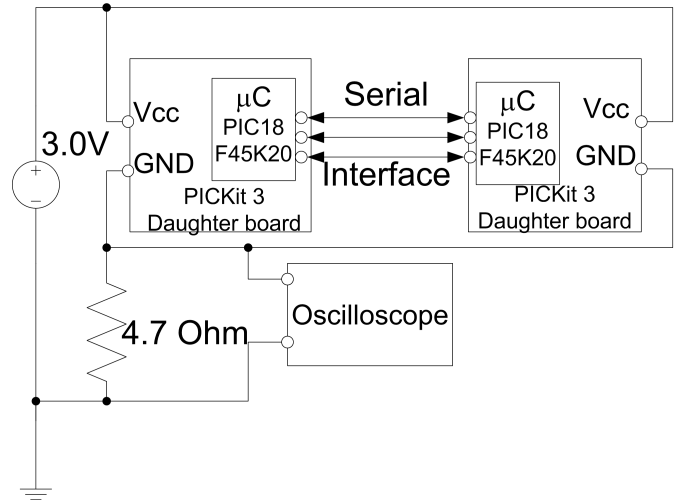 3.0V
+
−
Vcc
GND
μC
PIC18
F45K20
PICKit 3
Daughter board
Serial
Interface
μC
PIC18
F45K20
Vcc
GND
PICKit 3
Daughter board
4.7 Ohm
Oscilloscope